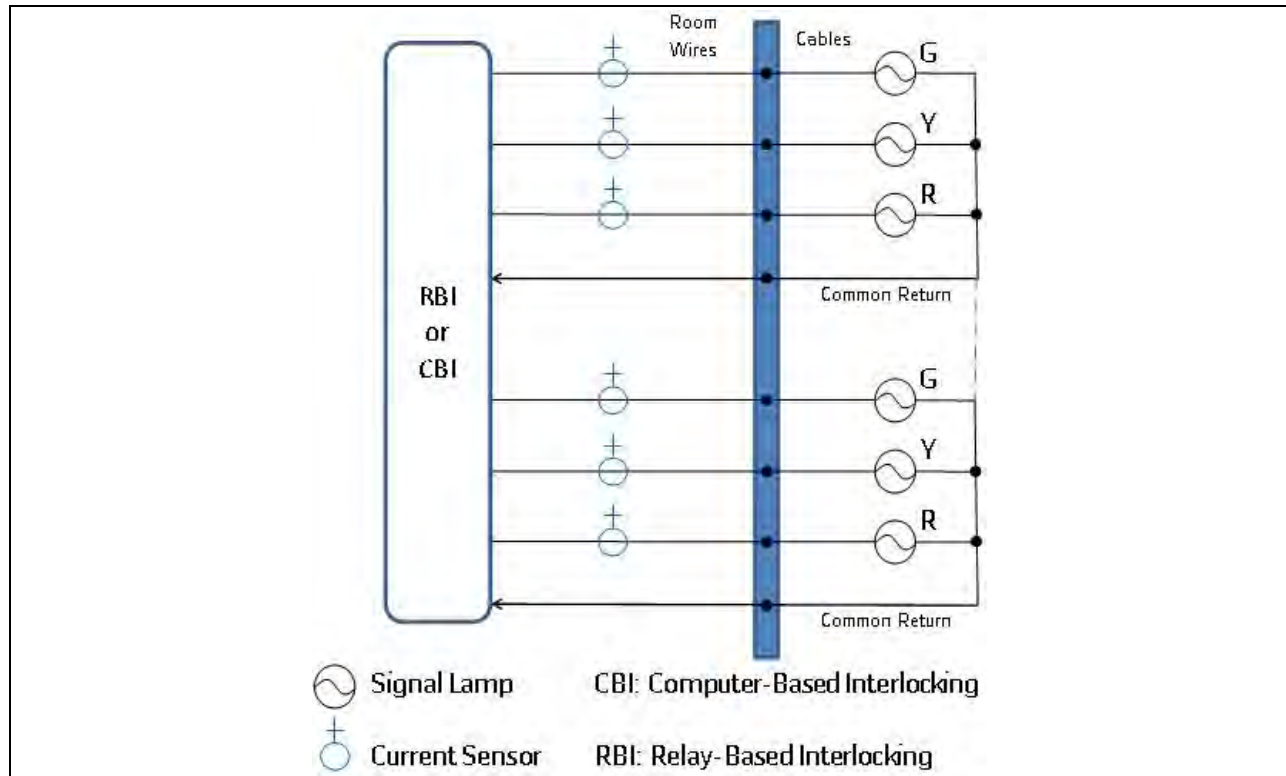 Room
Wires
Cables
G
Y
R
Common Return
RBI
or
CBI
G
Y
R
Common Return
Signal Lamp
CBI: Computer-Based Interlocking
Current Sensor
RBI: Relay-Based Interlocking